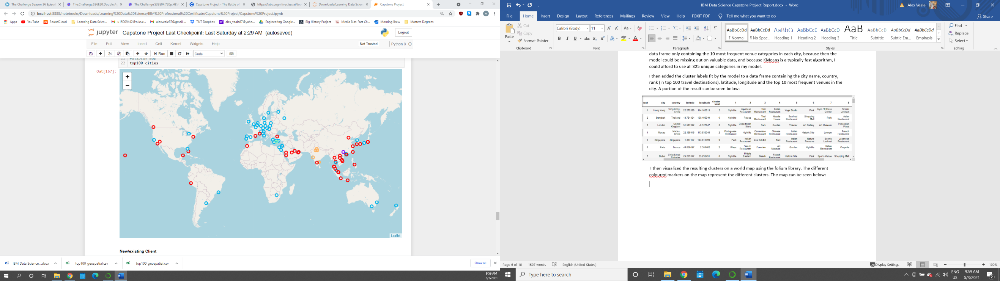 The Challenge Season 36 Episod
The.Challenge.S36E20.Double.A
The.Challenge.S33E04.720p.HEV
Capstone Project - The Battle of
https://labs.cognitiveclass.ai/too
Downloads/Learning Data Scien
Capstone Project
localhost:8888/notebooks/Downloads/Learning%20Data%20Science/IBM%20Professional%20Certificate/Capstone%20Project/Capstone%20Project.ipynb
Apps
YouTube
SoundCloud
Learning Data Scien...
u15009442@tuks.c...
alexveale87@gmail....
TNT Dropbox
alex_veale87@yaho...
Engineering Google...
Big History Project
Media Bias-Fact Ch...
Morning Brew
Masters Degrees
jupyter Capstone Project Last Checkpoint: Last Saturday at 2:29 AM (autosaved)
Logout
File Edit View Insert Cell Kernel Widgets Help
Not Trusted
Python 3
Run
Code
21 #display map
22 top100_cities
Out[167]:
+
−
Leaflet
New/existing Client
IBM Data Science....docx
top100_geospatial.csv
top100_geospatial.csv
Show all
9:59 AM
5/3/2021
IBM Data Science Capstone Project Report.docx - Word
Alex Veale
File Home Insert Design Layout References Mailings Review View Help FOXIT PDF Tell me what you want to do
Share
Paste
Cut
Copy
Format Painter
Clipboard
Calibri (Body) 11
Font
Paragraph
AaBbCcDd AaBbCcDd AaBbC AaBbCcE AaBbCcD AaB AaBbCcD AaBbCcDd AaBbCcDd
¶ Normal ¶ No Spac... Heading 1 Heading 2 Heading 3 Title Subtitle Subtle Em... Emphasis
Styles
Find
Replace
Select
Editing
data frame only containing the 10 most frequent venue categories in each city, because then the
model could be missing out on valuable data, and because KMeans is a typically fast algorithm, I
could afford to use all 325 unique categories in my model.
I then added the cluster labels fit by the model to a data frame containing the city name, country,
rank (in top 100 travel destinations), latitude, longitude and the top 10 most frequent venues in the
city. A portion of the result can be seen below:
rank city country latitude longitude cluster label 1 2 3 4 5 6 7 8
1 Hong Kong Hong Kong, China 22.279328 114.162813 2 Nightlife Japanese Restaurant Thai Restaurant Italian Restaurant Yoga Studio Park Gym / Fitness Center Scenic Lookout
2 Bangkok Thailand 13.754424 100.493040 0 Nightlife Palace Thai Restaurant Noodle House Seafood Restaurant Shopping Mall Park Asian Restaurant
3 London United Kingdom 51.507322 -0.127647 2 Nightlife Department Store Park Garden Theater Art Gallery Art Museum Pedestrian Plaza
4 Macau Macau, China 22.189945 113.538045 2 Portuguese Restaurant Nightlife Cantonese Restaurant Chinese Restaurant Italian Restaurant Historic Site Lounge French Restaurant
5 Singapore Singapore 1.357107 103.819499 0 Park Italian Restaurant Zoo Exhibit Trail Indian Restaurant Nature Preserve Scenic Lookout Japanese Restaurant
6 Paris France 48.856697 2.351462 2 Plaza French Restaurant Fountain Art Museum Garden Nightlife Italian Restaurant Creperie
7 Dubai United Arab Emirates 25.265347 55.292491 0 Nightlife Middle Eastern Beach French Restaurant Historic Site Park Sports Venue Shopping Mall
I then visualized the resulting clusters on a world map using the folium library. The different
coloured markers on the map represent the different clusters. The map can be seen below:
Page 6 of 10 1507 words English (United States)
Display Settings
100%
Type here to search
ENG
US
9:59 AM
5/3/2021